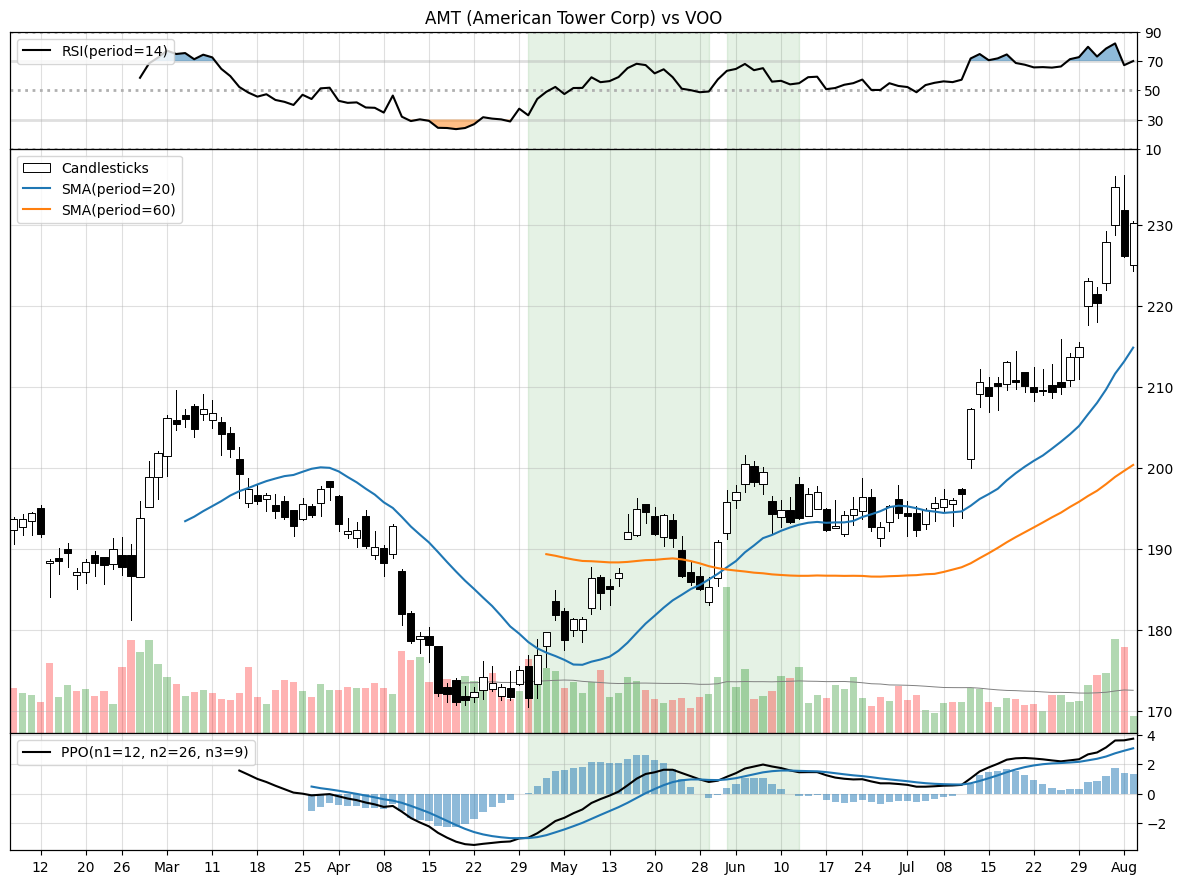 AMT (American Tower Corp) vs VOO
RSI(period=14)
90
70
50
30
10
Candlesticks
SMA(period=20)
SMA(period=60)
230
220
210
200
190
180
170
PPO(n1=12, n2=26, n3=9)
4
2
0
−2
12 20 26 Mar 11 18 25 Apr 08 15 22 29 May 13 20 28 Jun 10 17 24 Jul 08 15 22 29 Aug